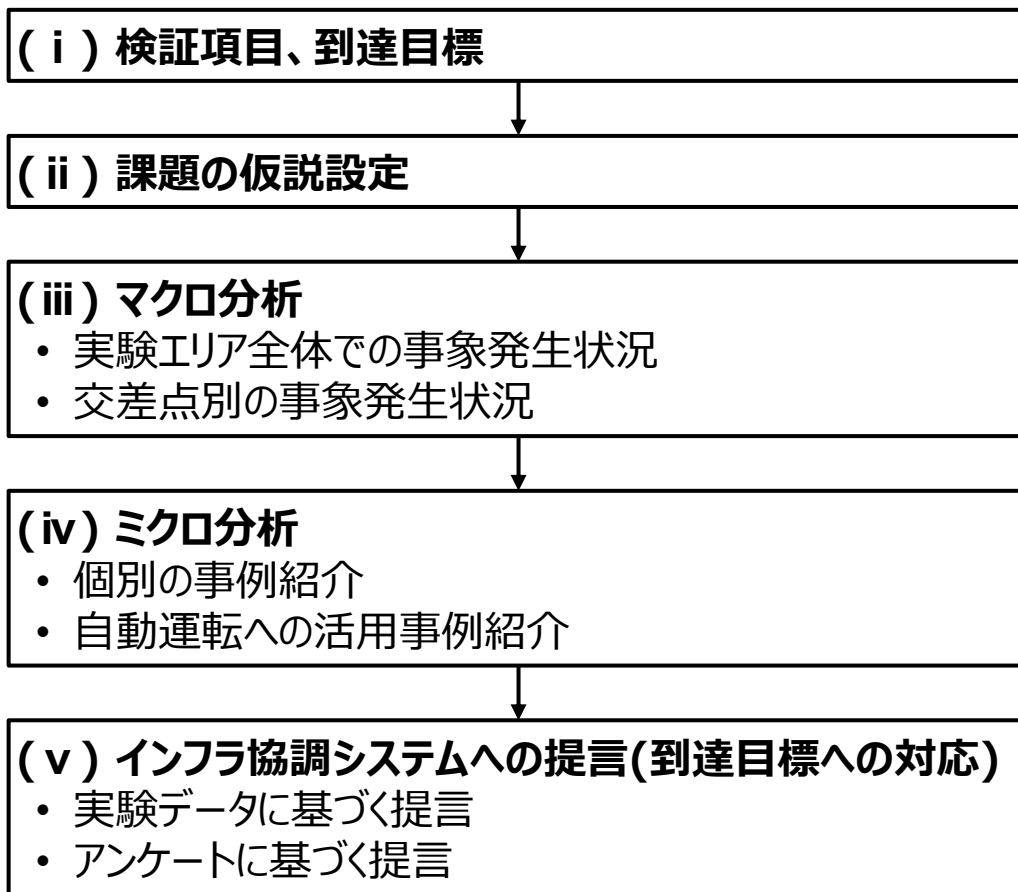 (ⅰ) 検証項目、到達目標
(ⅱ) 課題の仮説設定
(ⅲ) マクロ分析
• 実験エリア全体での事象発生状況
• 交差点別の事象発生状況
(ⅳ) ミクロ分析
• 個別の事例紹介
• 自動運転への活用事例紹介
(ⅴ) インフラ協調システムへの提言(到達目標への対応)
• 実験データに基づく提言
• アンケートに基づく提言